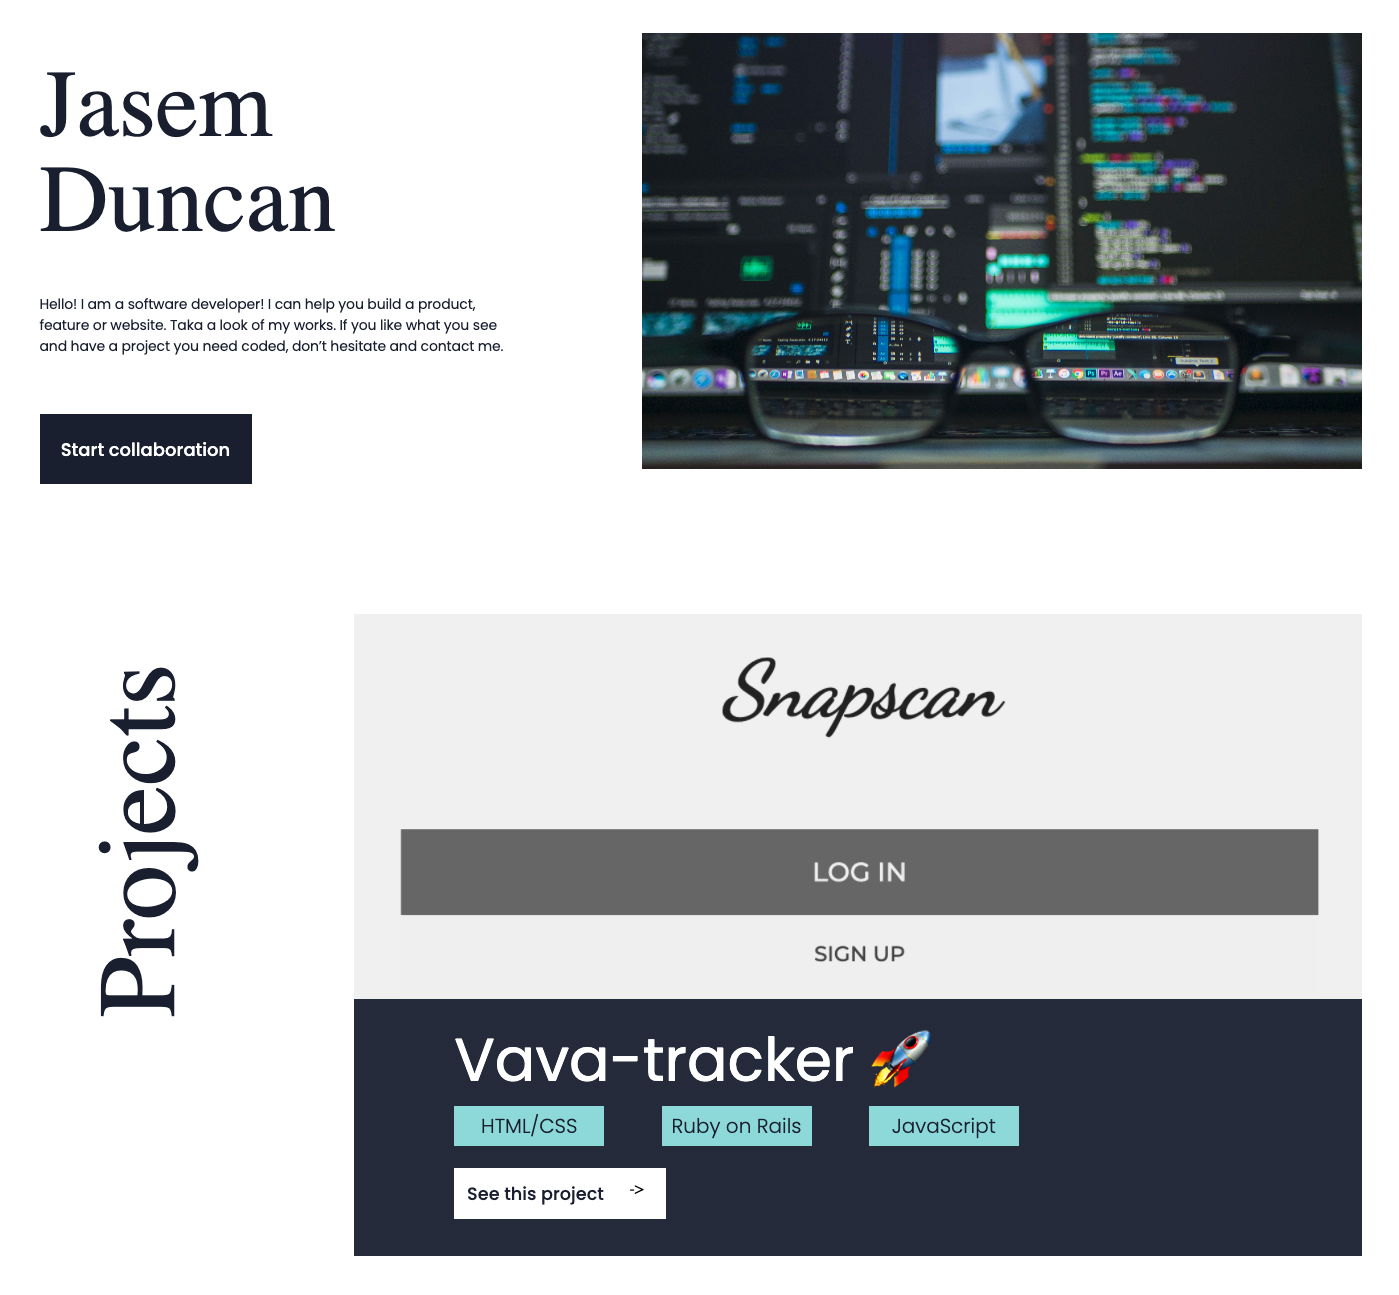 Jasem
Duncan
Hello! I am a software developer! I can help you build a product,
feature or website. Taka a look of my works. If you like what you see
and have a project you need coded, don't hesitate and contact me.
Start collaboration
Projects
Snapscan
LOG IN
SIGN UP
Vava-tracker 🚀
HTML/CSS
Ruby on Rails
JavaScript
See this project ->